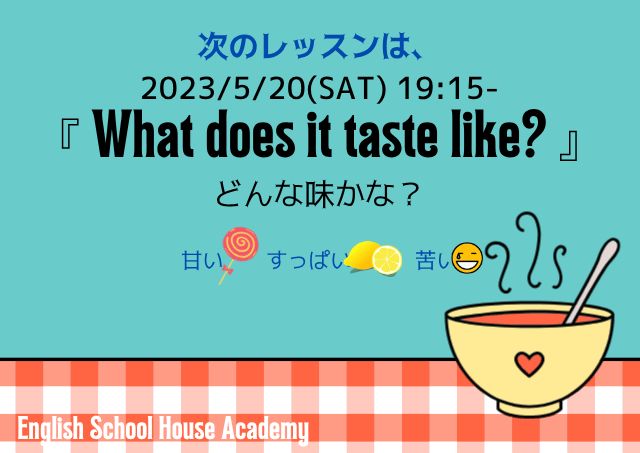 次のレッスンは、
2023/5/20(SAT) 19:15-
『 What does it taste like? 』
どんな味かな？
甘い すっぱい 苦い
English School House Academy